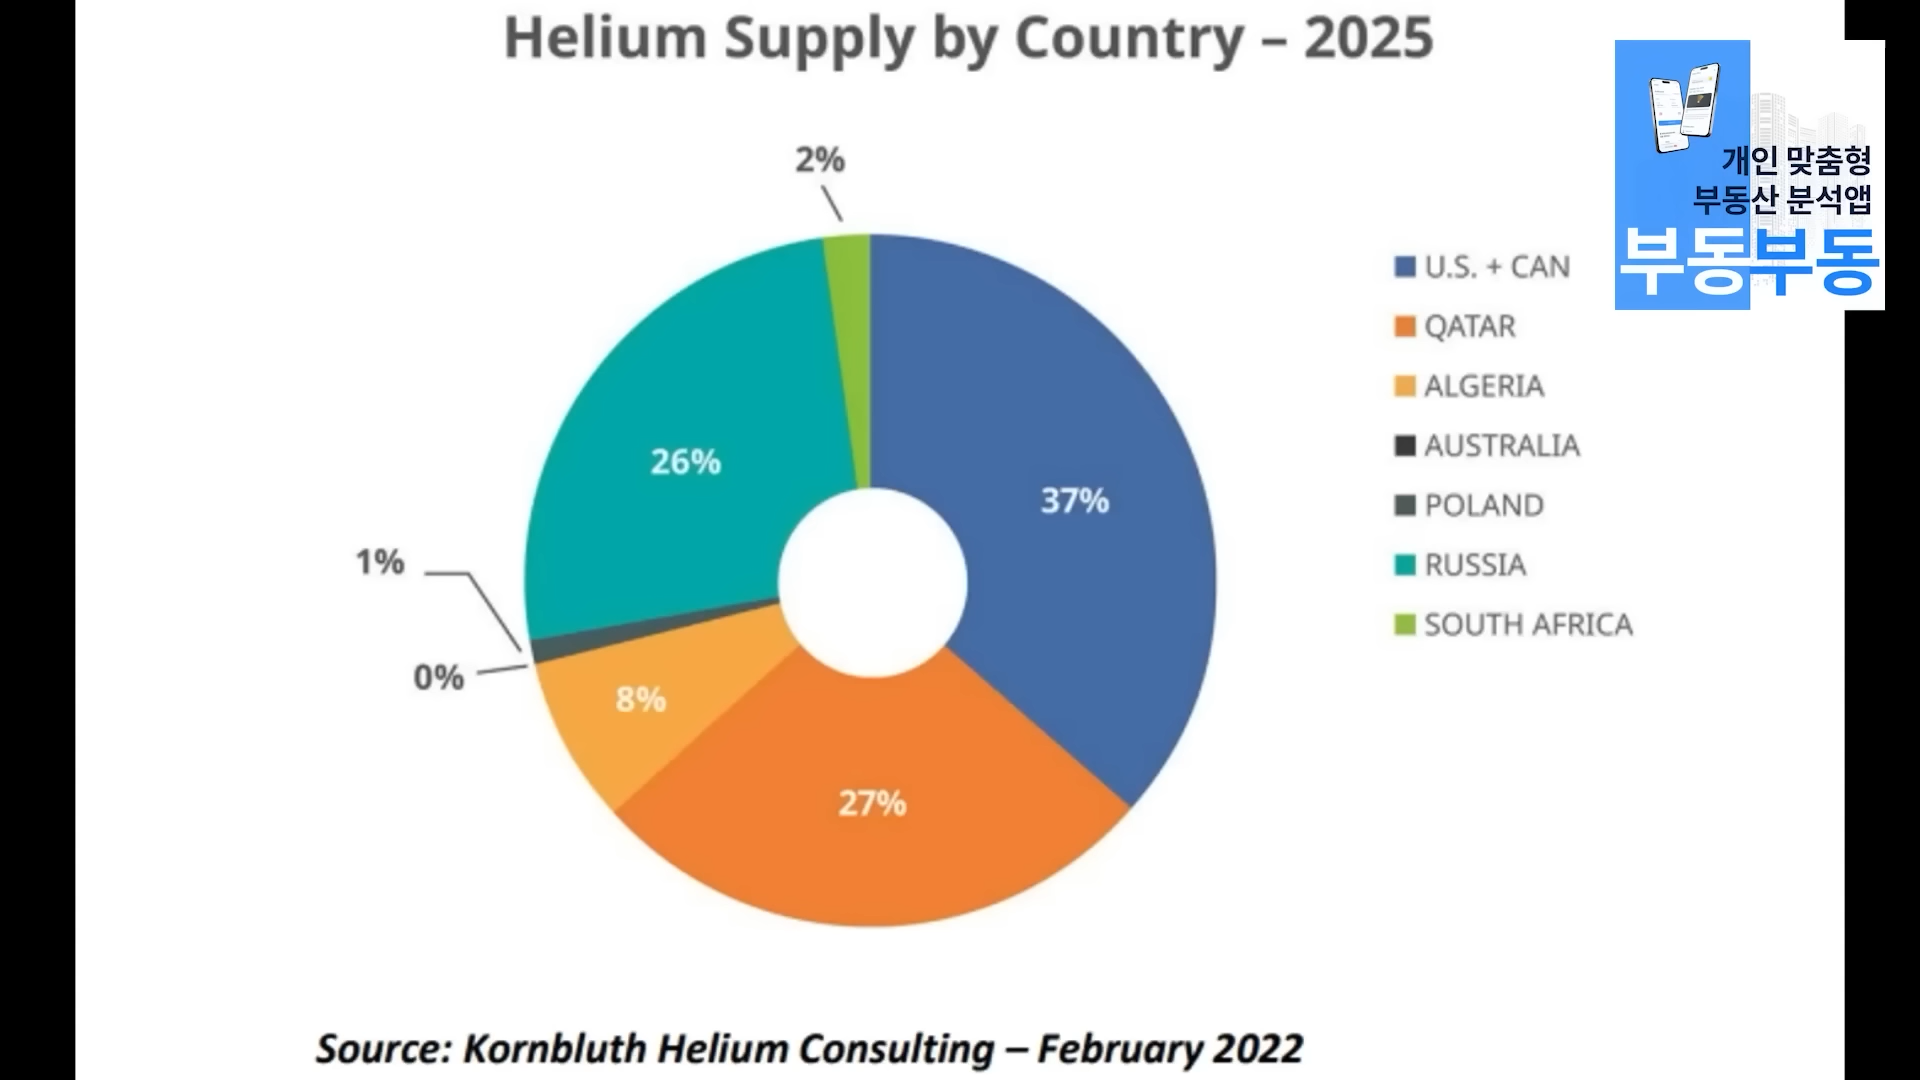 Helium Supply by Country – 2025
개인 맞춤형
부동산 분석앱
부동부동
2%
U.S. + CAN
QATAR
ALGERIA
AUSTRALIA
POLAND
RUSSIA
SOUTH AFRICA
26%
37%
1%
0%
8%
27%
Source: Kornbluth Helium Consulting – February 2022